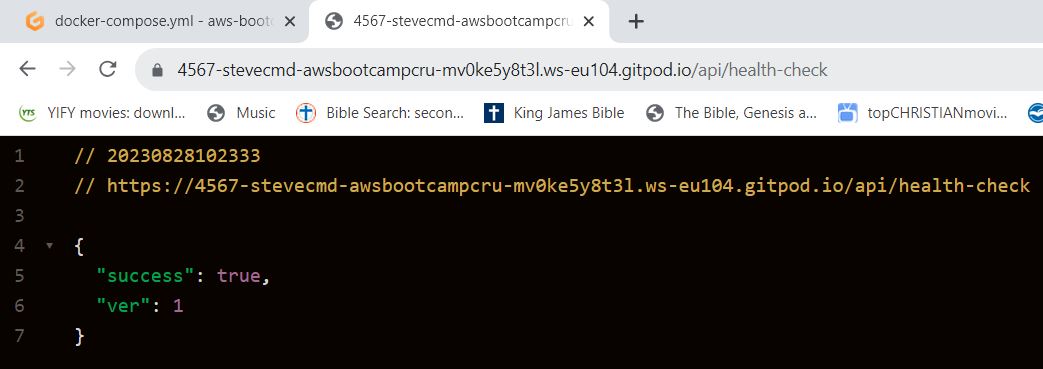 docker-compose.yml - aws-bootc
4567-stevecmd-awsbootcampcru
4567-stevecmd-awsbootcampcru-mv0ke5y8t3l.ws-eu104.gitpod.io/api/health-check
YTS YIFY movies: downl... Music Bible Search: secon... King James Bible The Bible, Genesis a... topCHRISTIANmovi...
1 // 20230828102333
2 // https://4567-stevecmd-awsbootcampcru-mv0ke5y8t3l.ws-eu104.gitpod.io/api/health-check
3
4 {
5 "success": true,
6 "ver": 1
7 }